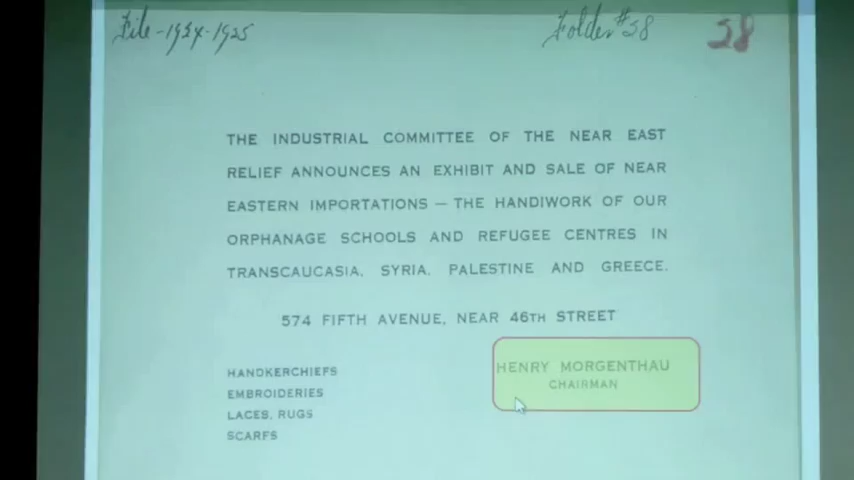 File-1924-1925 Folder #58 58
THE INDUSTRIAL COMMITTEE OF THE NEAR EAST
RELIEF ANNOUNCES AN EXHIBIT AND SALE OF NEAR
EASTERN IMPORTATIONS — THE HANDIWORK OF OUR
ORPHANAGE SCHOOLS AND REFUGEE CENTRES IN
TRANSCAUCASIA, SYRIA, PALESTINE AND GREECE.
574 FIFTH AVENUE, NEAR 46TH STREET
HENRY MORGENTHAU
CHAIRMAN
HANDKERCHIEFS
EMBROIDERIES
LACES, RUGS
SCARFS